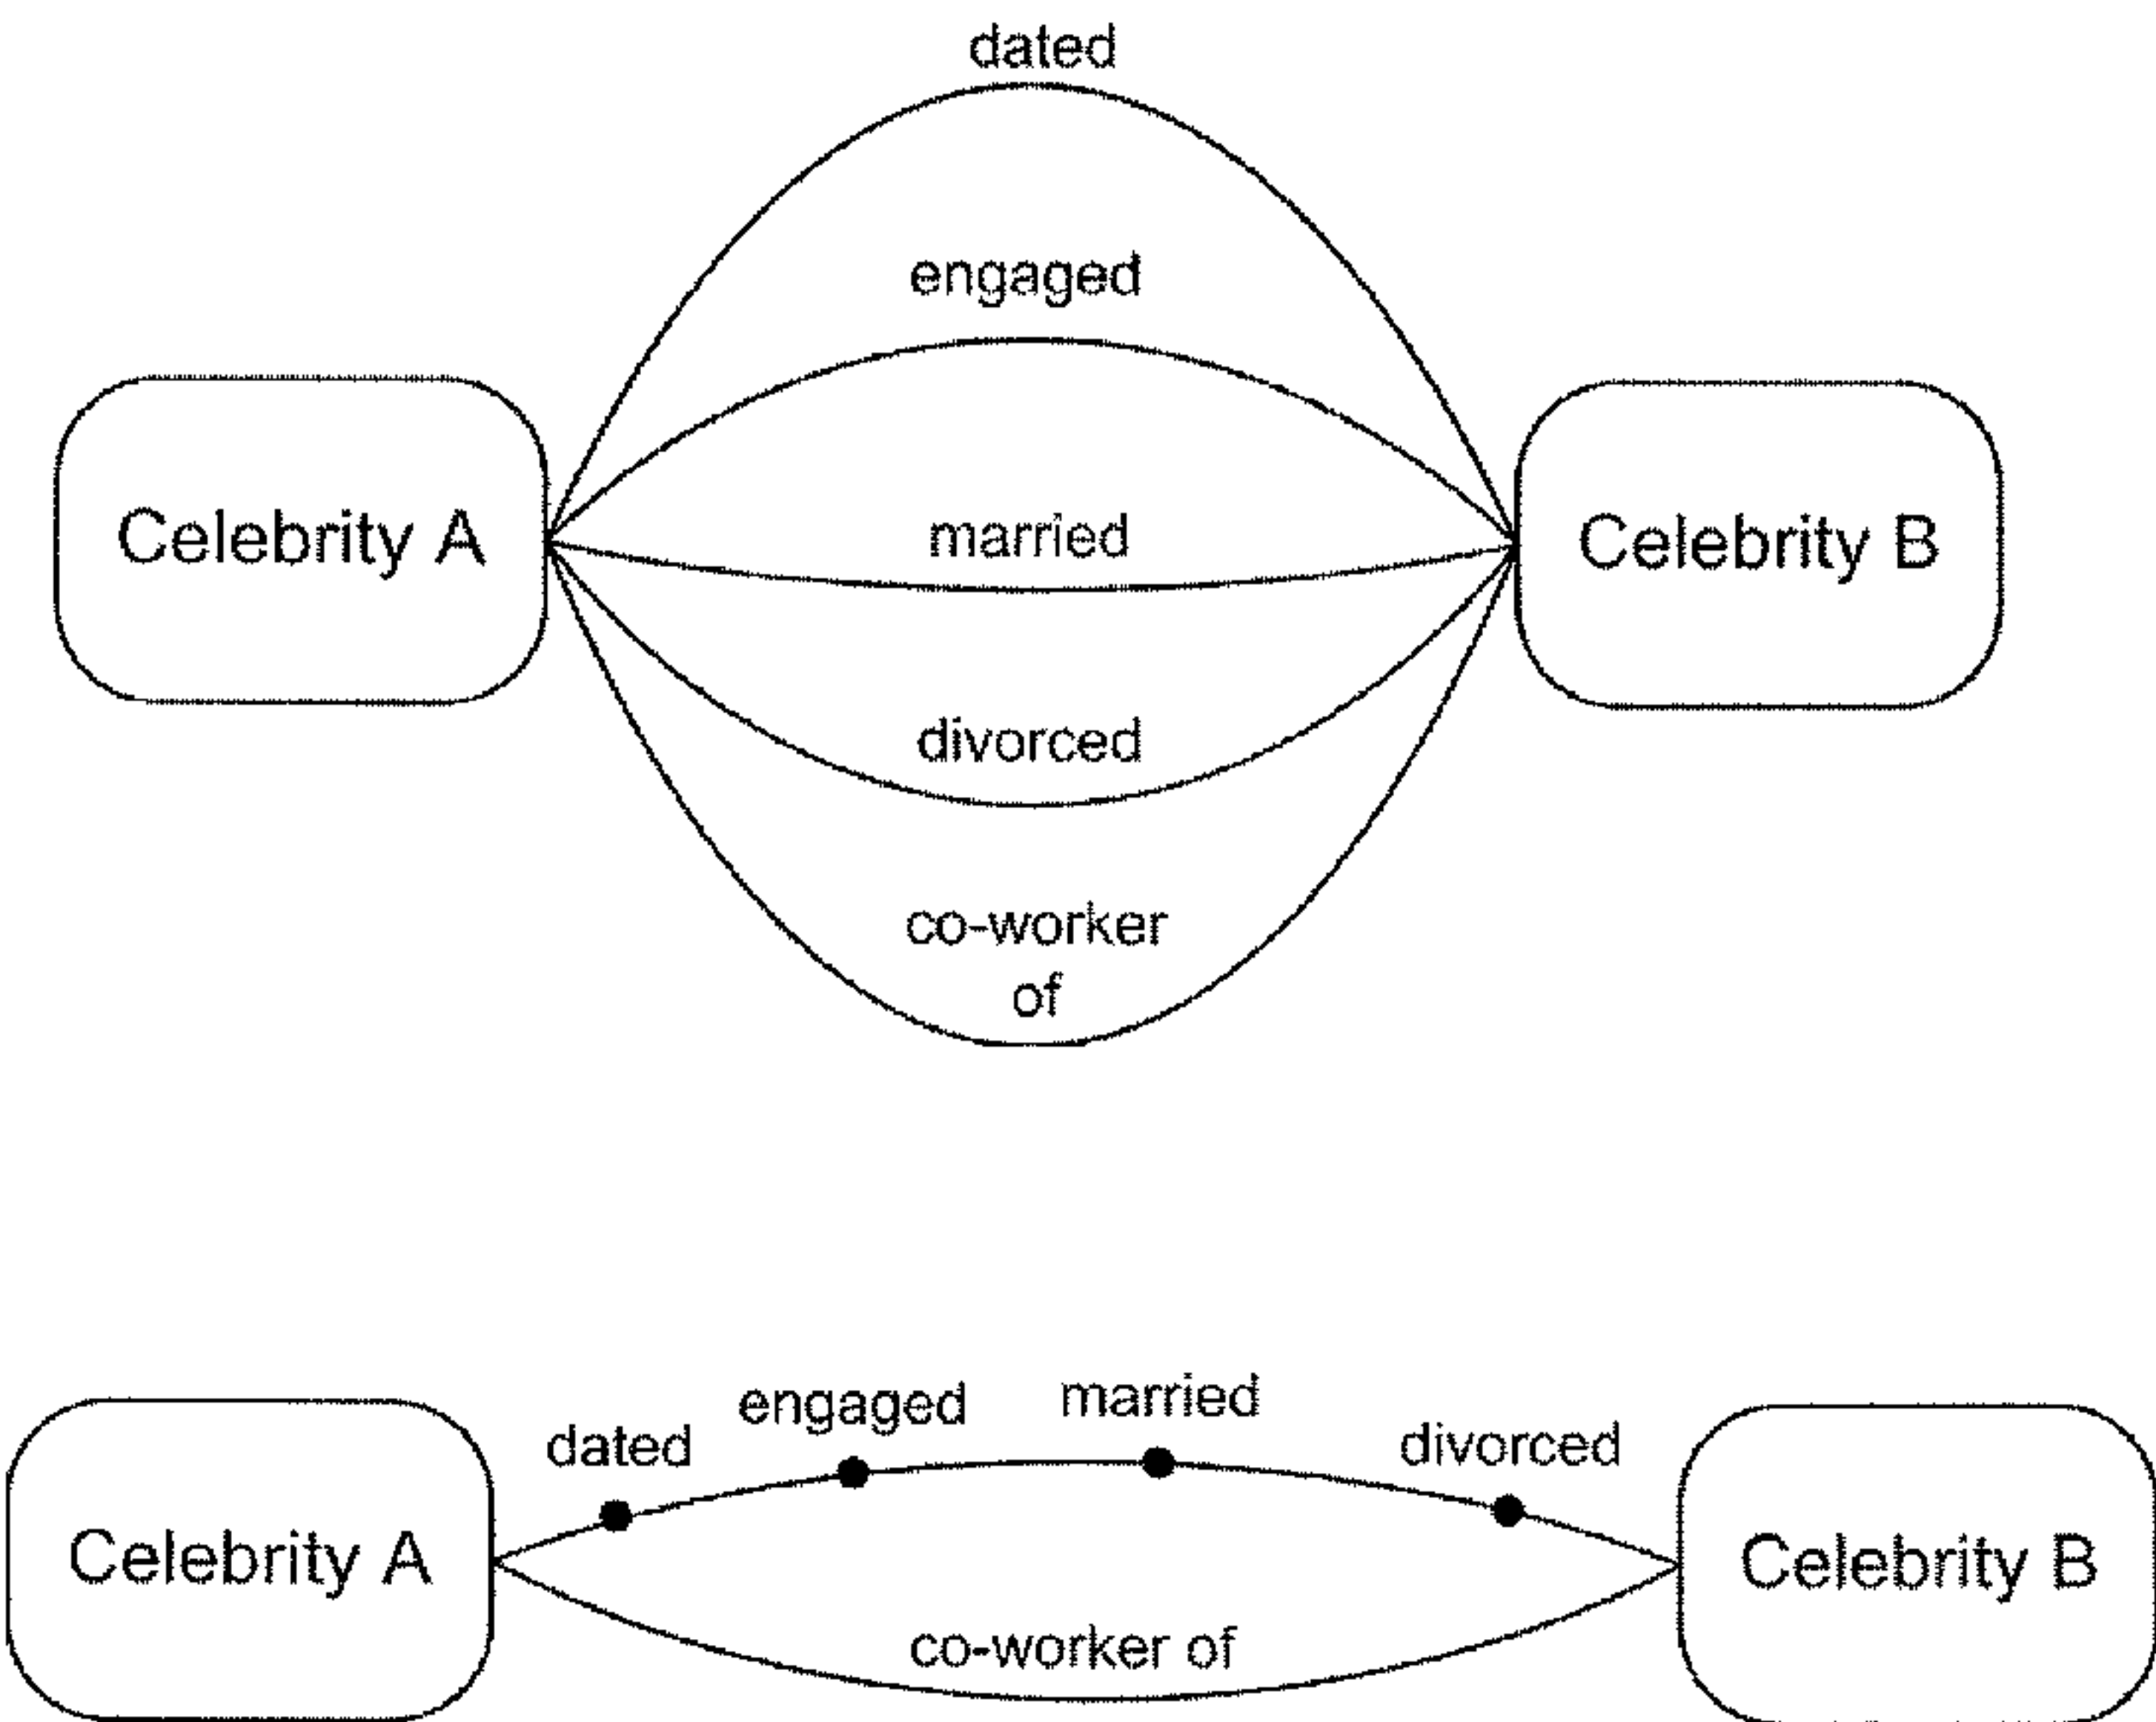 dated
engaged
Celebrity A
married
Celebrity B
divorced
co-worker
of
engaged
married
dated
divorced
Celebrity A
Celebrity B
co-worker of